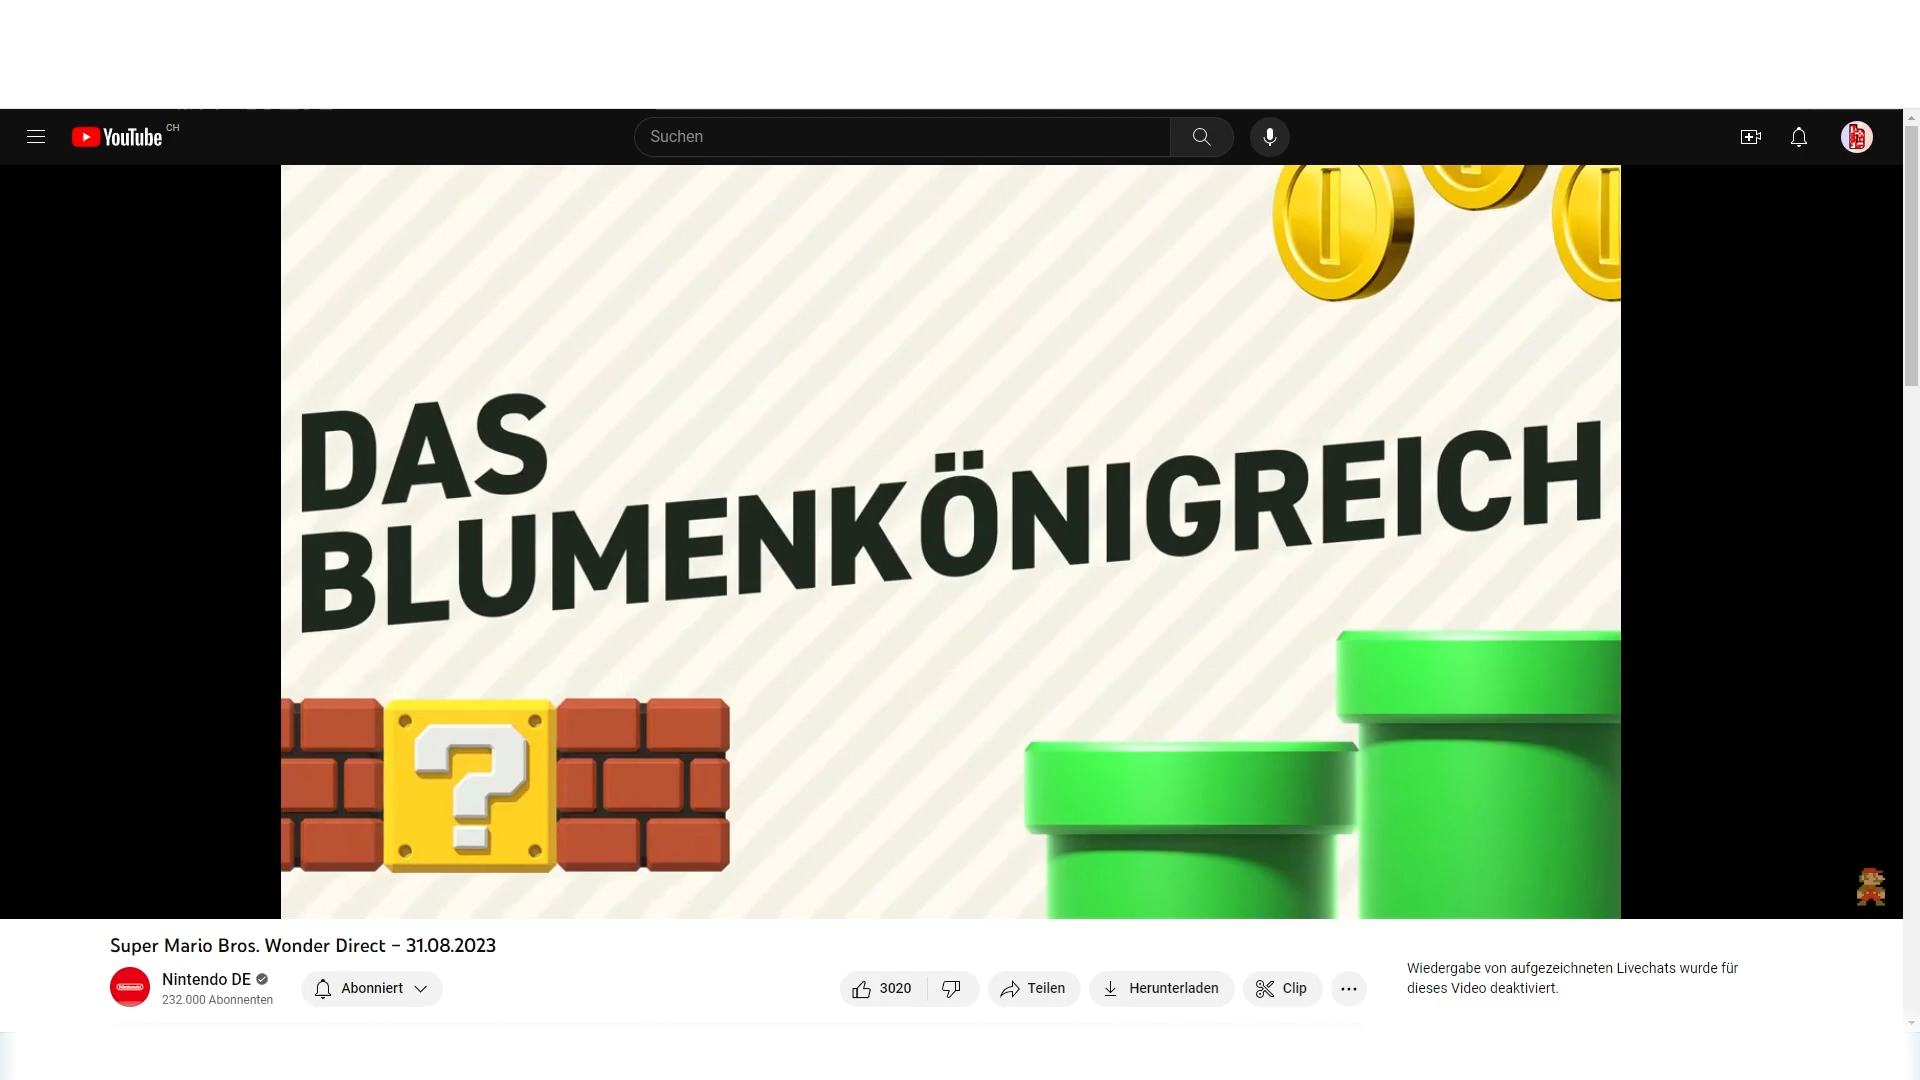 YouTube CH
Suchen
DAS
BLUMENKÖNIGREICH
?
Super Mario Bros. Wonder Direct – 31.08.2023
Nintendo DE
232.000 Abonnenten
Abonniert
3020
Teilen
Herunterladen
Clip
Wiedergabe von aufgezeichneten Livechats wurde für
dieses Video deaktiviert.